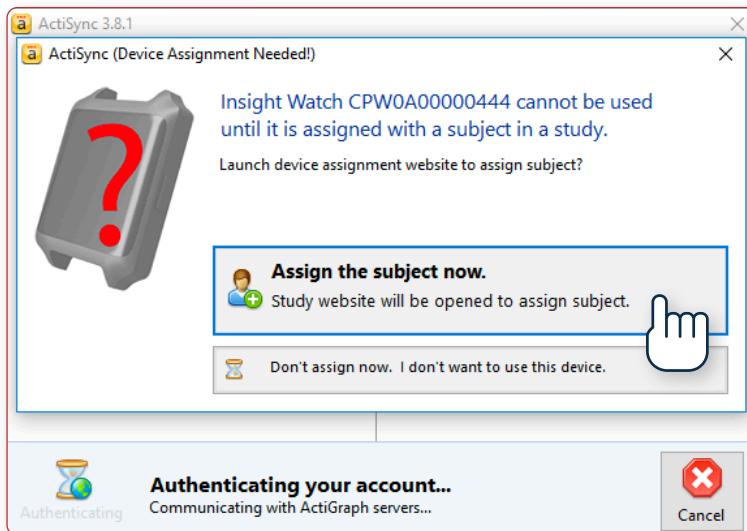 ActiSync 3.8.1
ActiSync (Device Assignment Needed!)
Insight Watch CPW0A00000444 cannot be used
until it is assigned with a subject in a study.
Launch device assignment website to assign subject?
Assign the subject now.
Study website will be opened to assign subject.
Don't assign now.  I don't want to use this device.
Authenticating your account...
Communicating with ActiGraph servers...
Authenticating
Cancel